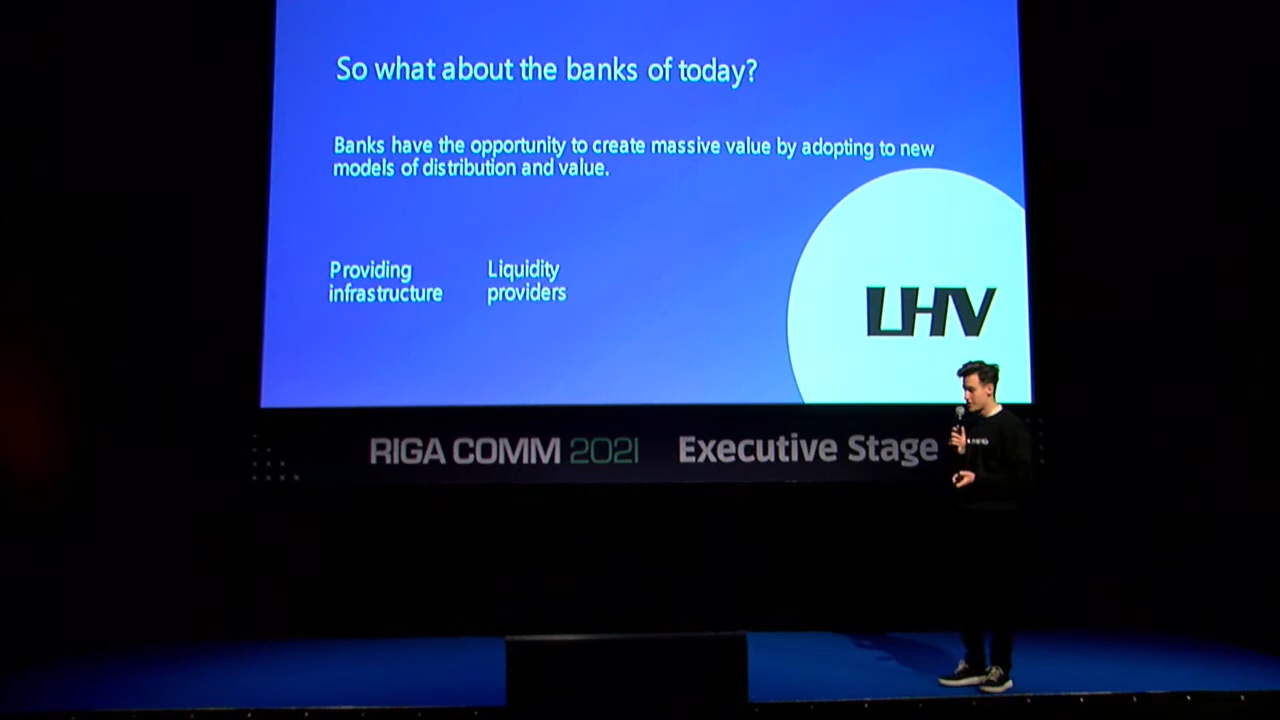 So what about the banks of today?
Banks have the opportunity to create massive value by adopting to new
models of distribution and value.
Providing
infrastructure
Liquidity
providers
LHV
RIGA COMM 2021
Executive Stage